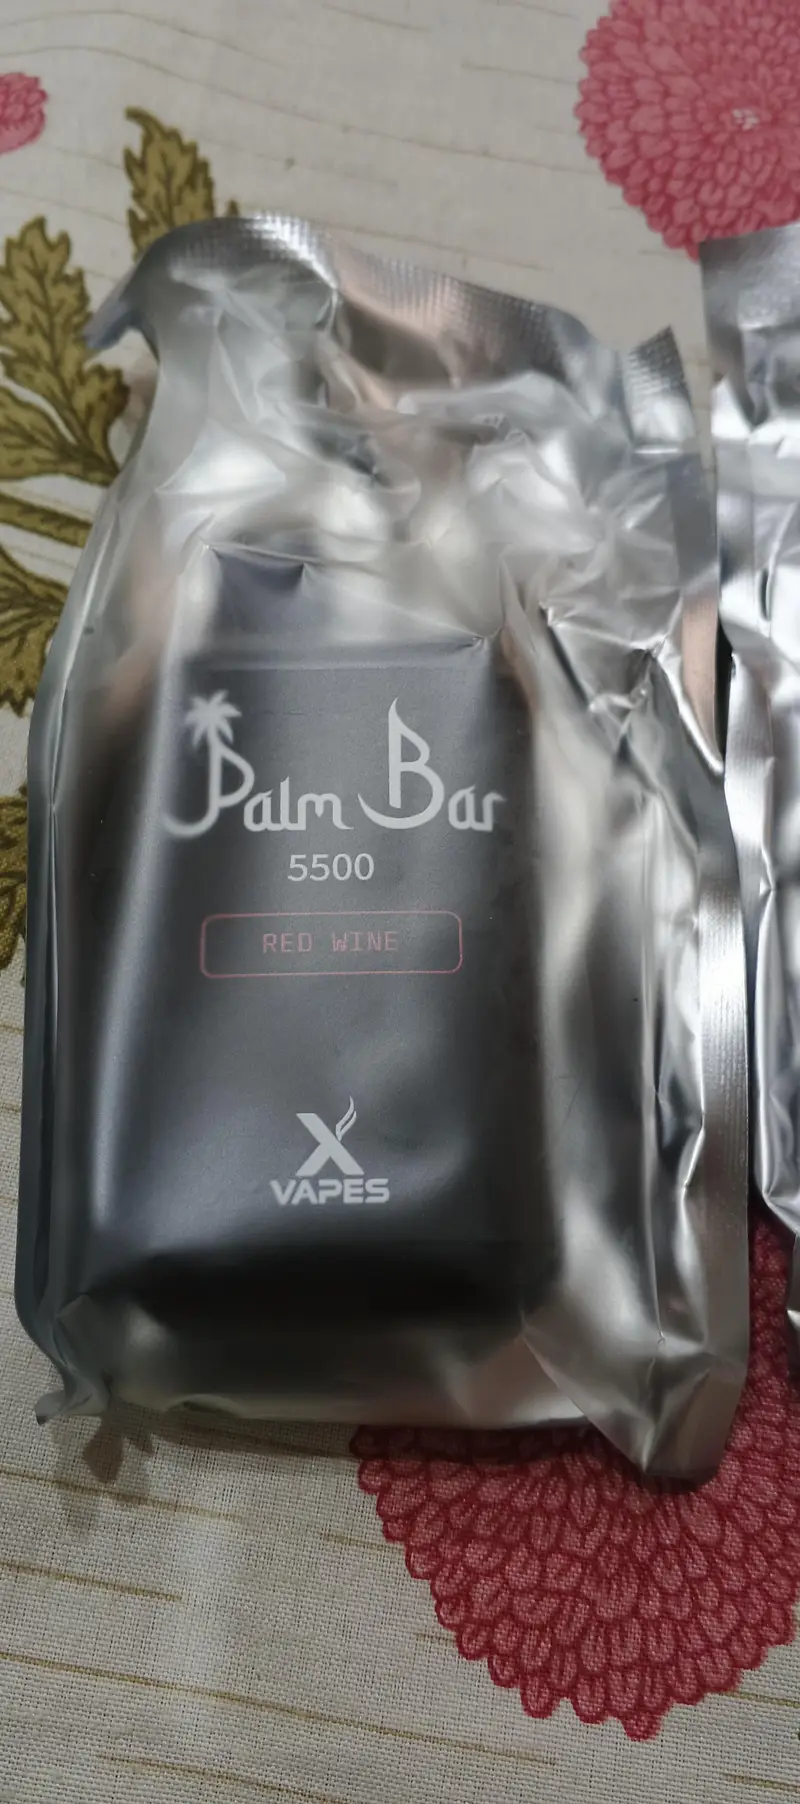 Palm Bar
5500
RED WINE
X
VAPES